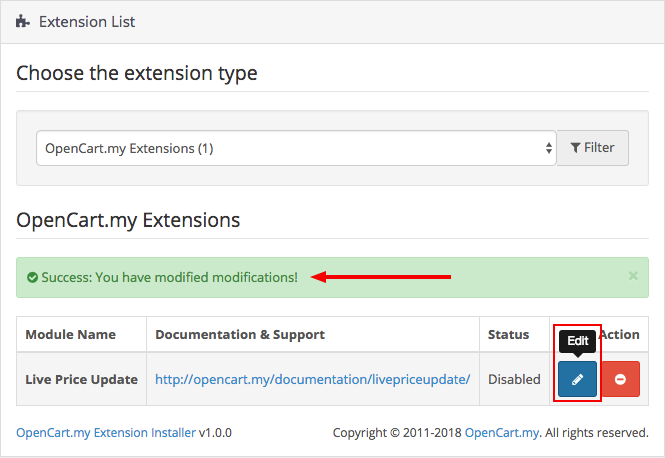 Extension List
Choose the extension type
OpenCart.my Extensions (1)
Filter
OpenCart.my Extensions
Success: You have modified modifications!
×
Module Name Documentation & Support Status Action
Edit
Live Price Update http://opencart.my/documentation/livepriceupdate/ Disabled
OpenCart.my Extension Installer v1.0.0 Copyright © 2011-2018 OpenCart.my. All rights reserved.